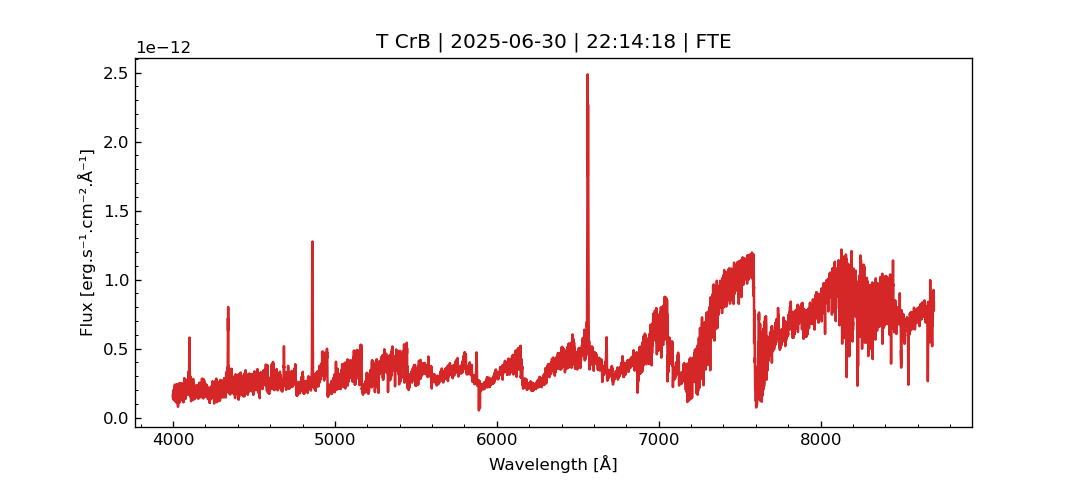 T CrB | 2025-06-30 | 22:14:18 | FTE
1e−12
2.5
2.0
1.5
1.0
0.5
0.0
Flux [erg.s⁻¹.cm⁻².Å⁻¹]
4000 5000 6000 7000 8000
Wavelength [Å]